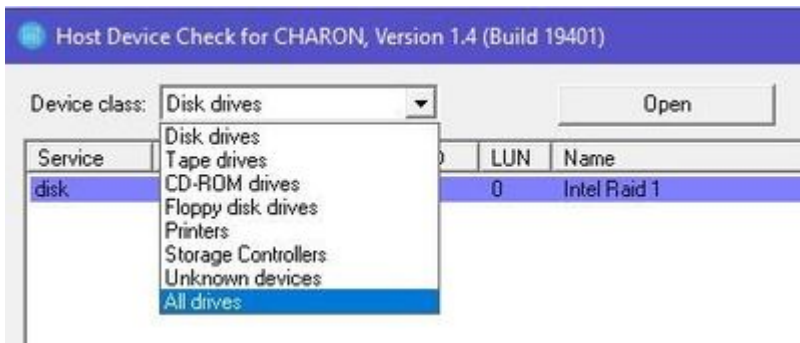 Host Device Check for CHARON, Version 1.4 (Build 19401)
Device class: Disk drives Open
Disk drives
Service LUN Name
Tape drives
CD-ROM drives
disk 0 Intel Raid 1
Floppy disk drives
Printers
Storage Controllers
Unknown devices
All drives